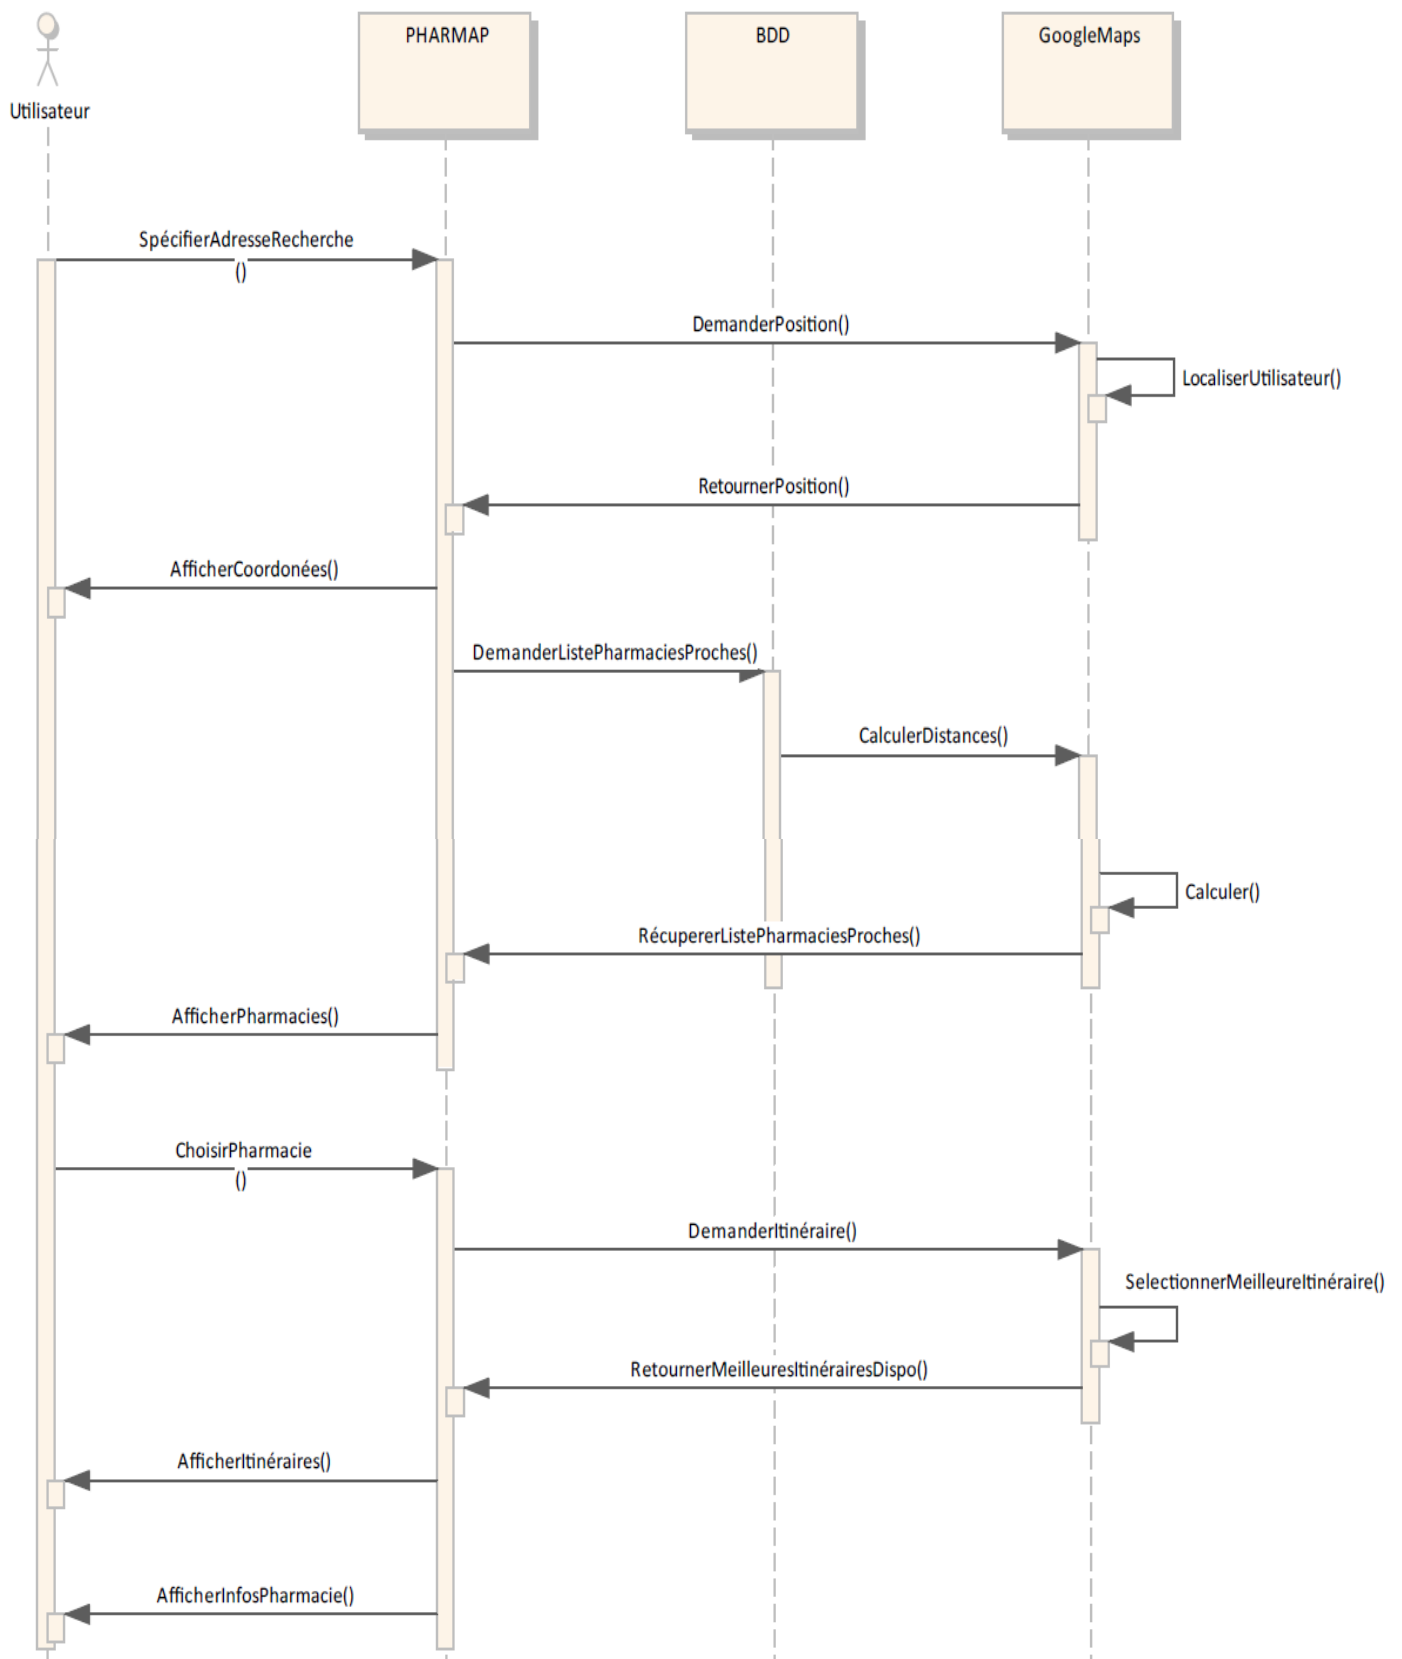 PHARMAP
BDD
GoogleMaps
Utilisateur
SpécifierAdresseRecherche
()
DemanderPosition()
LocaliserUtilisateur()
RetournerPosition()
AfficherCoordonées()
DemanderListePharmaciesProches()
CalculerDistances()
Calculer()
RécupererListePharmaciesProches()
AfficherPharmacies()
ChoisirPharmacie
()
DemanderItinéraire()
SelectionnerMeilleureItinéraire()
RetournerMeilleuresItinérairesDispo()
AfficherItinéraires()
AfficherInfosPharmacie()